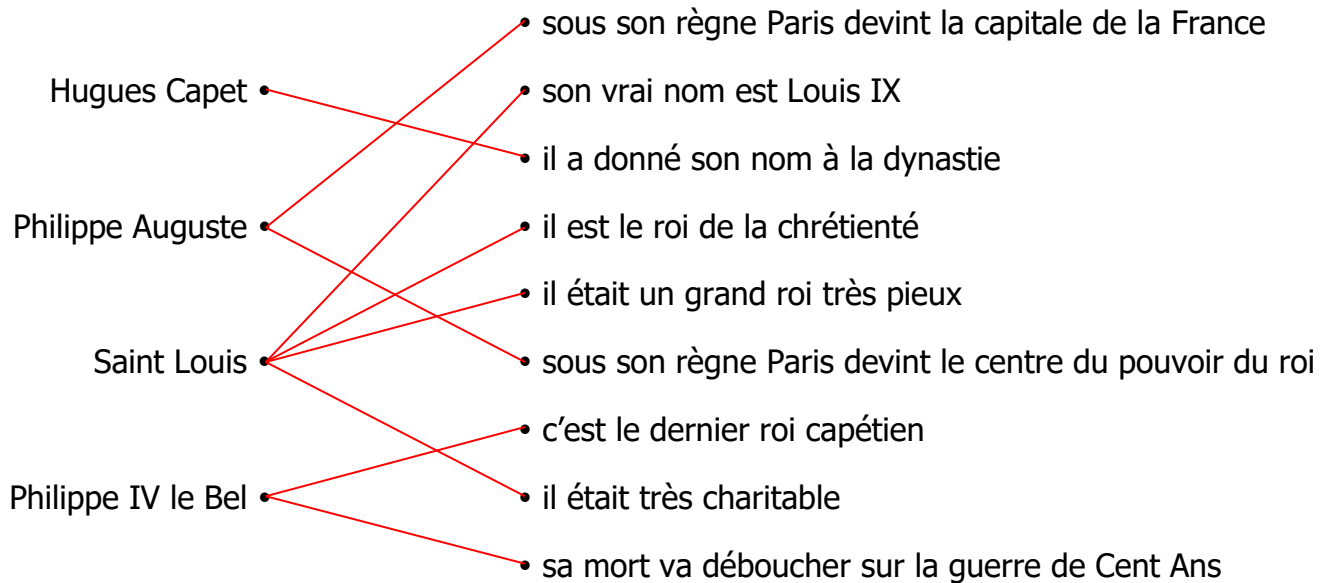 sous son règne Paris devint la capitale de la France
Hugues Capet
son vrai nom est Louis IX
il a donné son nom à la dynastie
Philippe Auguste
il est le roi de la chrétienté
il était un grand roi très pieux
Saint Louis
sous son règne Paris devint le centre du pouvoir du roi
c’est le dernier roi capétien
Philippe IV le Bel
il était très charitable
sa mort va déboucher sur la guerre de Cent Ans